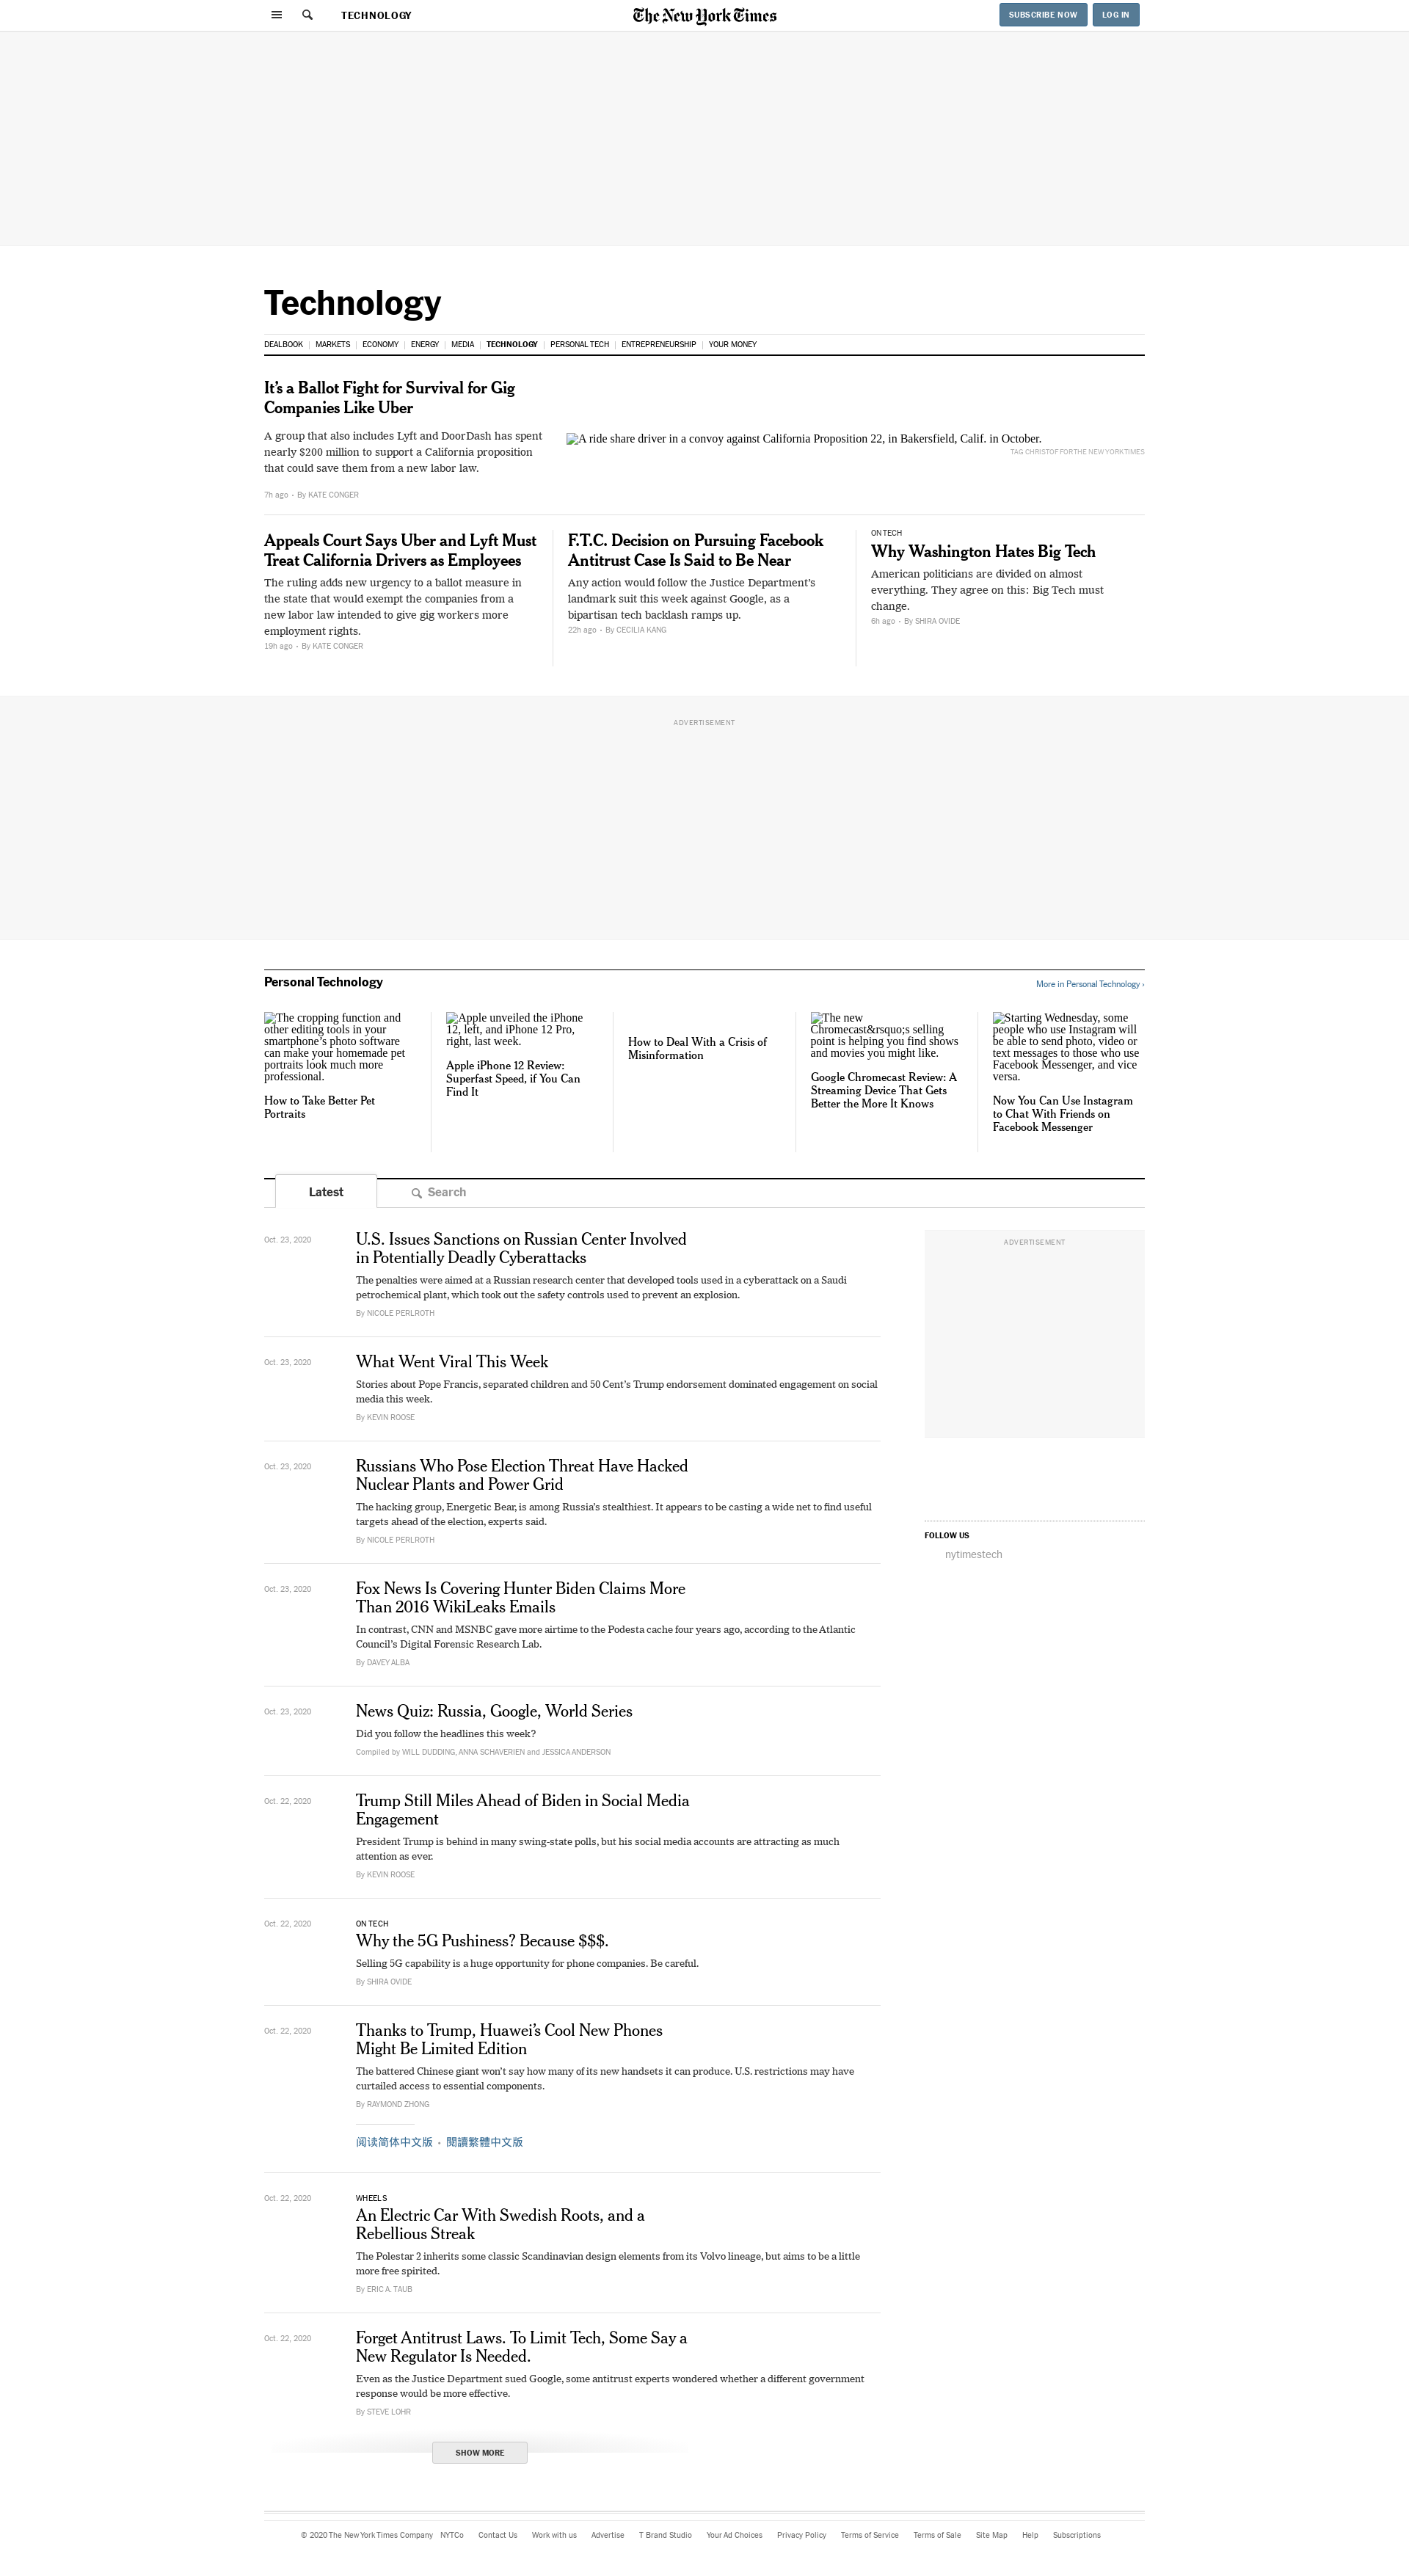 TECHNOLOGY
The New York Times
SUBSCRIBE NOW
LOG IN
Technology
DEALBOOK
MARKETS
ECONOMY
ENERGY
MEDIA
TECHNOLOGY
PERSONAL TECH
ENTREPRENEURSHIP
YOUR MONEY
It’s a Ballot Fight for Survival for Gig
Companies Like Uber
A group that also includes Lyft and DoorDash has spent
nearly $200 million to support a California proposition
that could save them from a new labor law.
7h ago • By KATE CONGER
A ride share driver in a convoy against California Proposition 22, in Bakersfield, Calif. in October.
TAG CHRISTOF FOR THE NEW YORK TIMES
Appeals Court Says Uber and Lyft Must
Treat California Drivers as Employees
The ruling adds new urgency to a ballot measure in
the state that would exempt the companies from a
new labor law intended to give gig workers more
employment rights.
19h ago • By KATE CONGER
F.T.C. Decision on Pursuing Facebook
Antitrust Case Is Said to Be Near
Any action would follow the Justice Department’s
landmark suit this week against Google, as a
bipartisan tech backlash ramps up.
22h ago • By CECILIA KANG
ON TECH
Why Washington Hates Big Tech
American politicians are divided on almost
everything. They agree on this: Big Tech must
change.
6h ago • By SHIRA OVIDE
ADVERTISEMENT
Personal Technology
More in Personal Technology ›
The cropping function and
other editing tools in your
smartphone’s photo software
can make your homemade pet
portraits look much more
professional.
How to Take Better Pet
Portraits
Apple unveiled the iPhone
12, left, and iPhone 12 Pro,
right, last week.
Apple iPhone 12 Review:
Superfast Speed, if You Can
Find It
How to Deal With a Crisis of
Misinformation
The new
Chromecast&rsquo;s selling
point is helping you find shows
and movies you might like.
Google Chromecast Review: A
Streaming Device That Gets
Better the More It Knows
Starting Wednesday, some
people who use Instagram will
be able to send photo, video or
text messages to those who use
Facebook Messenger, and vice
versa.
Now You Can Use Instagram
to Chat With Friends on
Facebook Messenger
Latest
Search
Oct. 23, 2020
U.S. Issues Sanctions on Russian Center Involved
in Potentially Deadly Cyberattacks
The penalties were aimed at a Russian research center that developed tools used in a cyberattack on a Saudi
petrochemical plant, which took out the safety controls used to prevent an explosion.
By NICOLE PERLROTH
ADVERTISEMENT
Oct. 23, 2020
What Went Viral This Week
Stories about Pope Francis, separated children and 50 Cent’s Trump endorsement dominated engagement on social
media this week.
By KEVIN ROOSE
Oct. 23, 2020
Russians Who Pose Election Threat Have Hacked
Nuclear Plants and Power Grid
The hacking group, Energetic Bear, is among Russia’s stealthiest. It appears to be casting a wide net to find useful
targets ahead of the election, experts said.
By NICOLE PERLROTH
FOLLOW US
nytimestech
Oct. 23, 2020
Fox News Is Covering Hunter Biden Claims More
Than 2016 WikiLeaks Emails
In contrast, CNN and MSNBC gave more airtime to the Podesta cache four years ago, according to the Atlantic
Council’s Digital Forensic Research Lab.
By DAVEY ALBA
Oct. 23, 2020
News Quiz: Russia, Google, World Series
Did you follow the headlines this week?
Compiled by WILL DUDDING, ANNA SCHAVERIEN and JESSICA ANDERSON
Oct. 22, 2020
Trump Still Miles Ahead of Biden in Social Media
Engagement
President Trump is behind in many swing-state polls, but his social media accounts are attracting as much
attention as ever.
By KEVIN ROOSE
Oct. 22, 2020
ON TECH
Why the 5G Pushiness? Because $$$.
Selling 5G capability is a huge opportunity for phone companies. Be careful.
By SHIRA OVIDE
Oct. 22, 2020
Thanks to Trump, Huawei’s Cool New Phones
Might Be Limited Edition
The battered Chinese giant won’t say how many of its new handsets it can produce. U.S. restrictions may have
curtailed access to essential components.
By RAYMOND ZHONG
阅读简体中文版 • 閱讀繁體中文版
Oct. 22, 2020
WHEELS
An Electric Car With Swedish Roots, and a
Rebellious Streak
The Polestar 2 inherits some classic Scandinavian design elements from its Volvo lineage, but aims to be a little
more free spirited.
By ERIC A. TAUB
Oct. 22, 2020
Forget Antitrust Laws. To Limit Tech, Some Say a
New Regulator Is Needed.
Even as the Justice Department sued Google, some antitrust experts wondered whether a different government
response would be more effective.
By STEVE LOHR
SHOW MORE
© 2020 The New York Times Company
NYTCo
Contact Us
Work with us
Advertise
T Brand Studio
Your Ad Choices
Privacy Policy
Terms of Service
Terms of Sale
Site Map
Help
Subscriptions